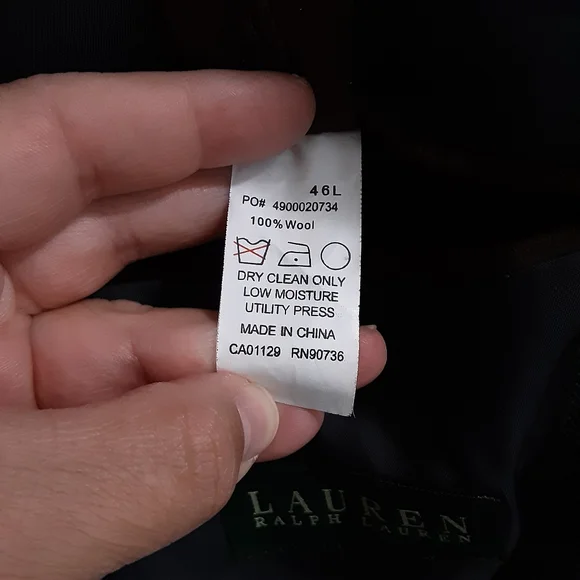 46L
PO# 4900020734
100% Wool
DRY CLEAN ONLY
LOW MOISTURE
UTILITY PRESS
MADE IN CHINA
CA01129 RN90736
LAUREN
RALPH LAUREN